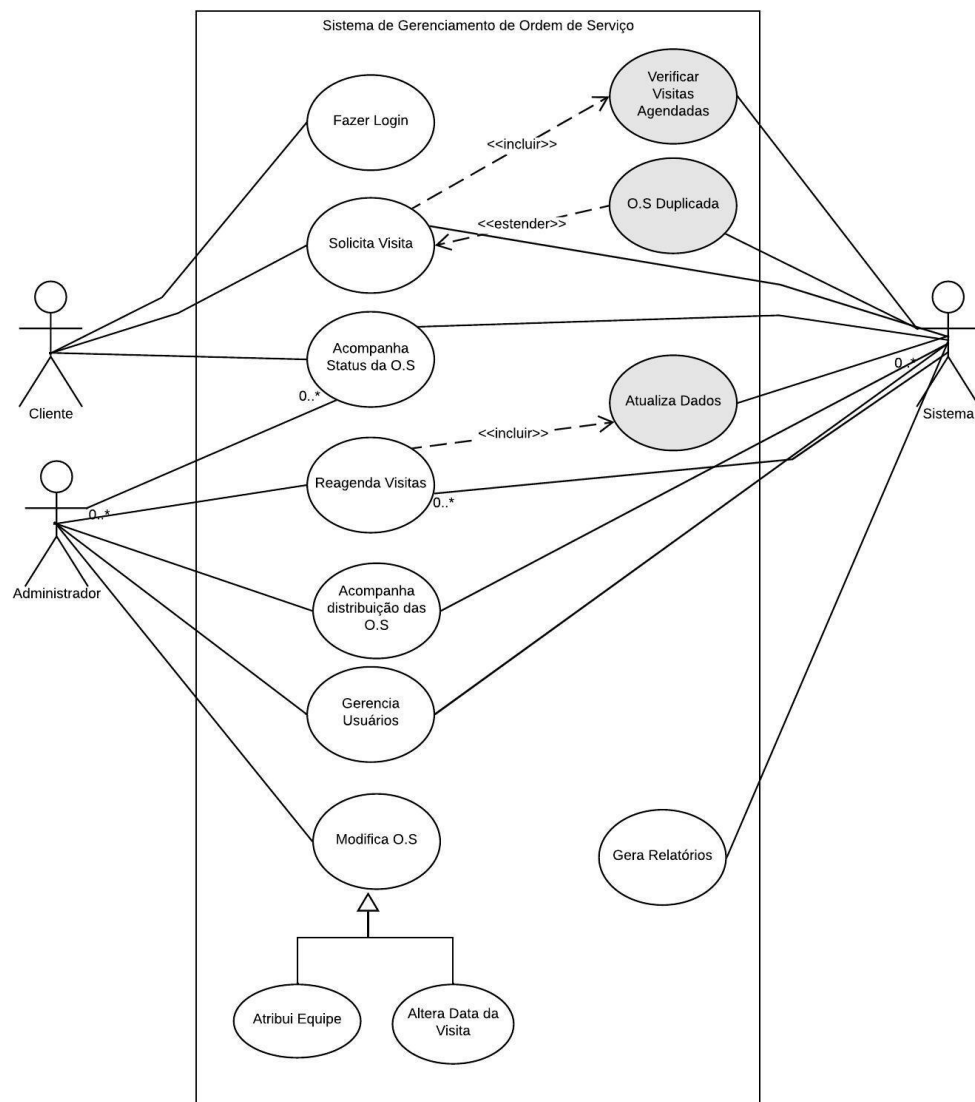 Sistema de Gerenciamento de Ordem de Serviço
Verificar
Visitas
Agendadas
Fazer Login
<<incluir>>
O.S Duplicada
<<estender>>
Solicita Visita
Acompanha
Status da O.S
0..*
0..*
Cliente
Atualiza Dados
Sistema
<<incluir>>
Reagenda Visitas
0..*
0..*
Administrador
Acompanha
distribuição das
O.S
Gerencia
Usuários
Modifica O.S
Gera Relatórios
Atribui Equipe
Altera Data da
Visita